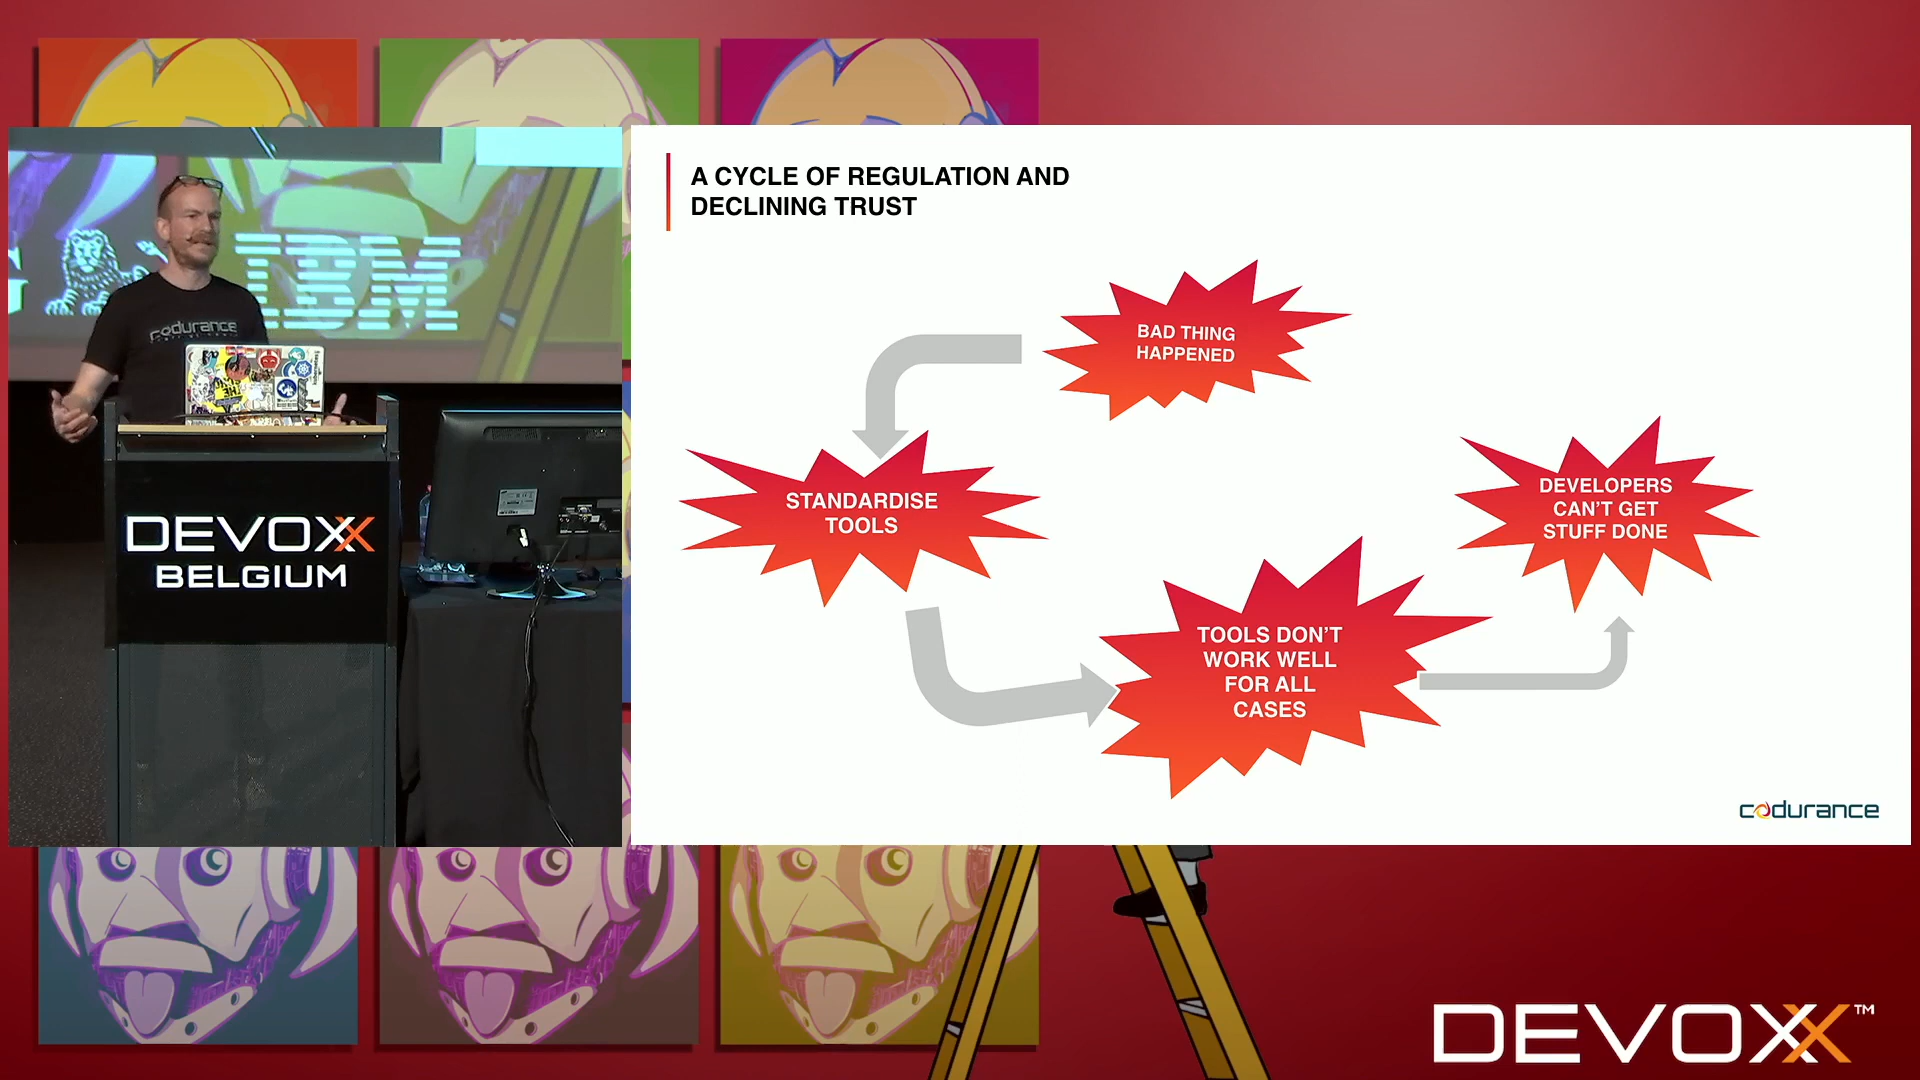 A CYCLE OF REGULATION AND
DECLINING TRUST
BAD THING
HAPPENED
STANDARDISE
TOOLS
TOOLS DON'T
WORK WELL
FOR ALL
CASES
DEVELOPERS
CAN'T GET
STUFF DONE
codurance
IBM
codurance
DEVOXX
BELGIUM
DEVOXX™